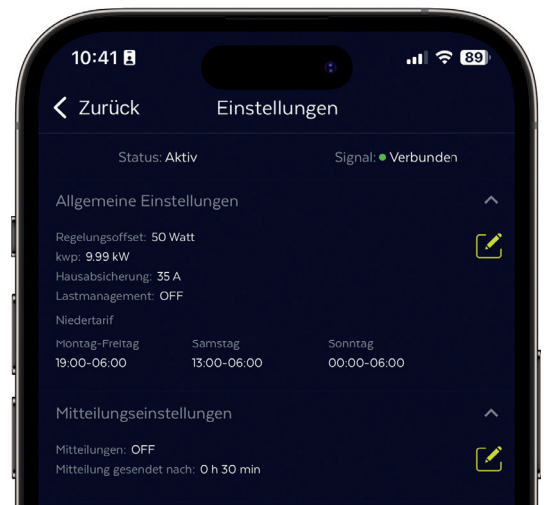 10:41 89
Zurück Einstellungen
Status: Aktiv Signal: Verbunden
Allgemeine Einstellungen
Regelungsoffset: 50 Watt
kwp: 9.99 kW
Hausabsicherung: 35 A
Lastmanagement: OFF
Niedertarif
Montag-Freitag Samstag Sonntag
19:00-06:00 13:00-06:00 00:00-06:00
Mitteilungseinstellungen
Mitteilungen: OFF
Mitteilung gesendet nach: 0 h 30 min